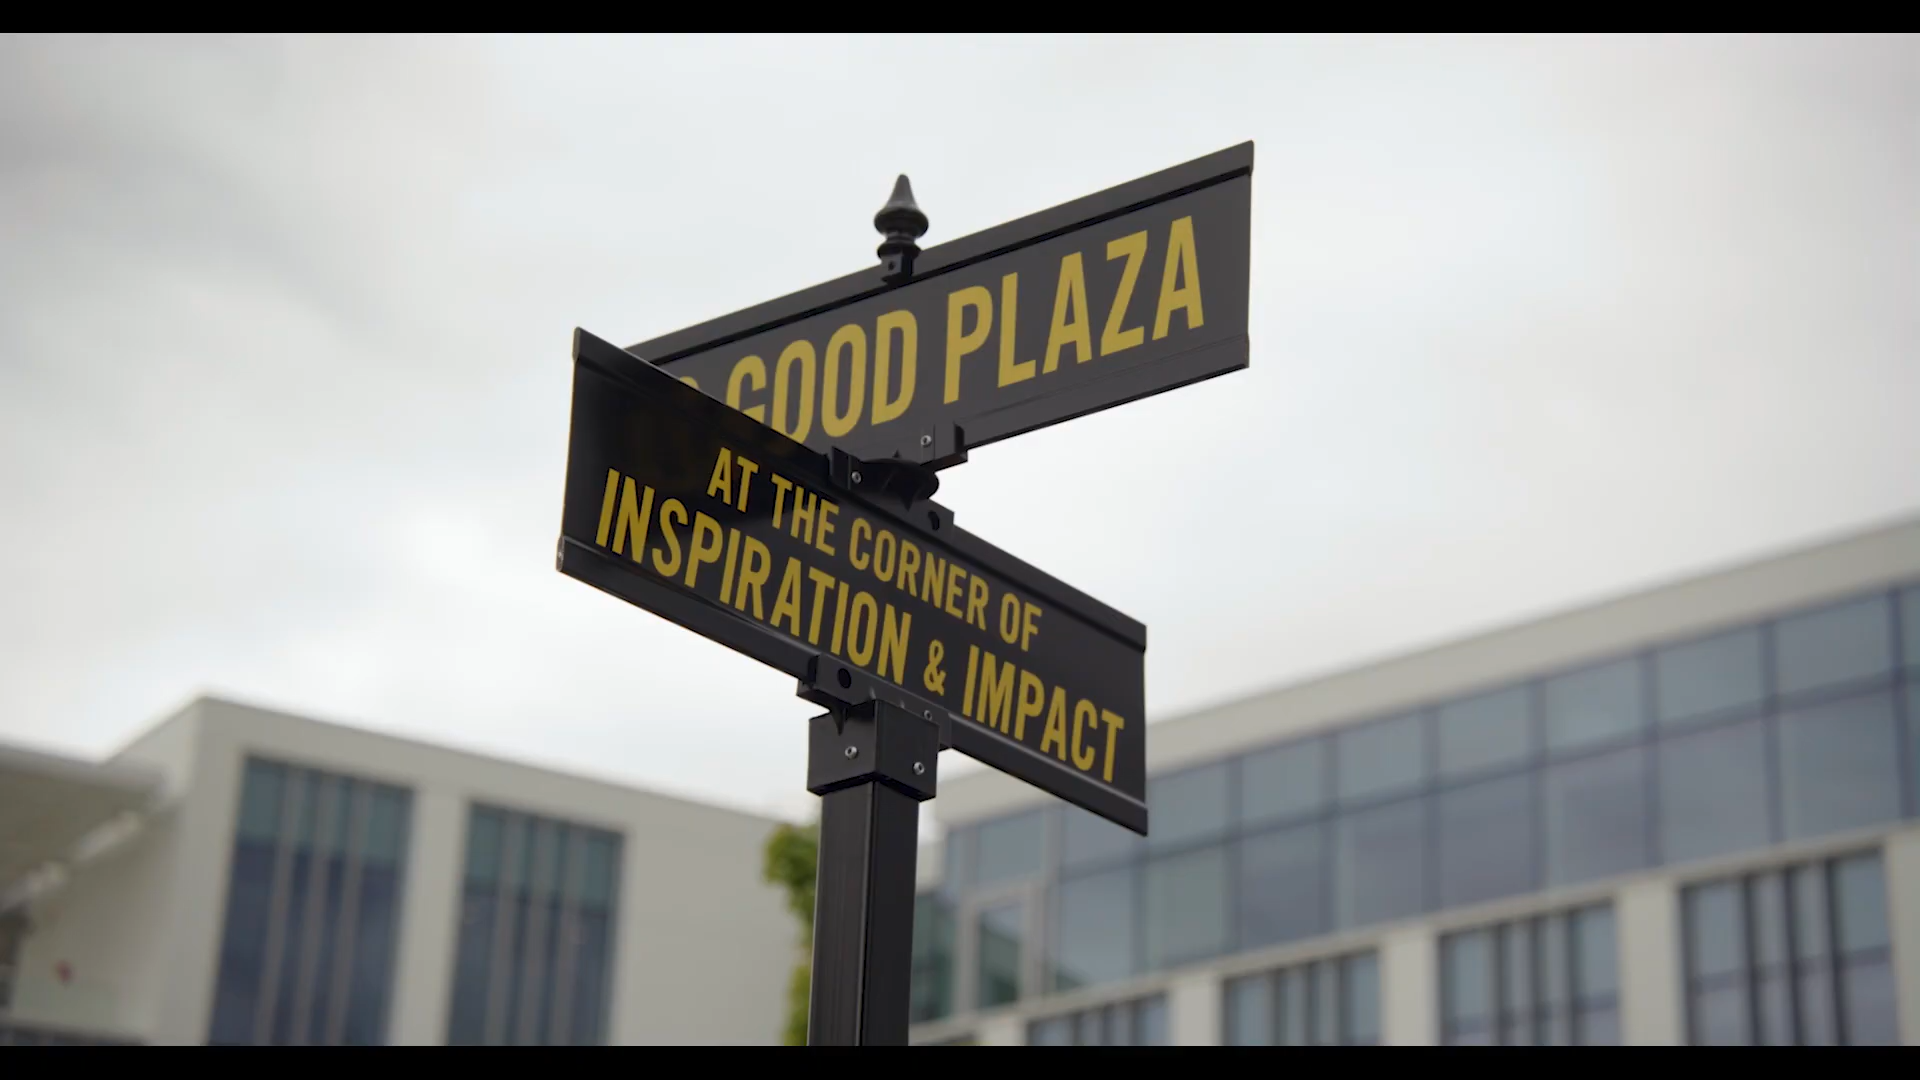 GOOD PLAZA
AT THE CORNER OF
INSPIRATION & IMPACT